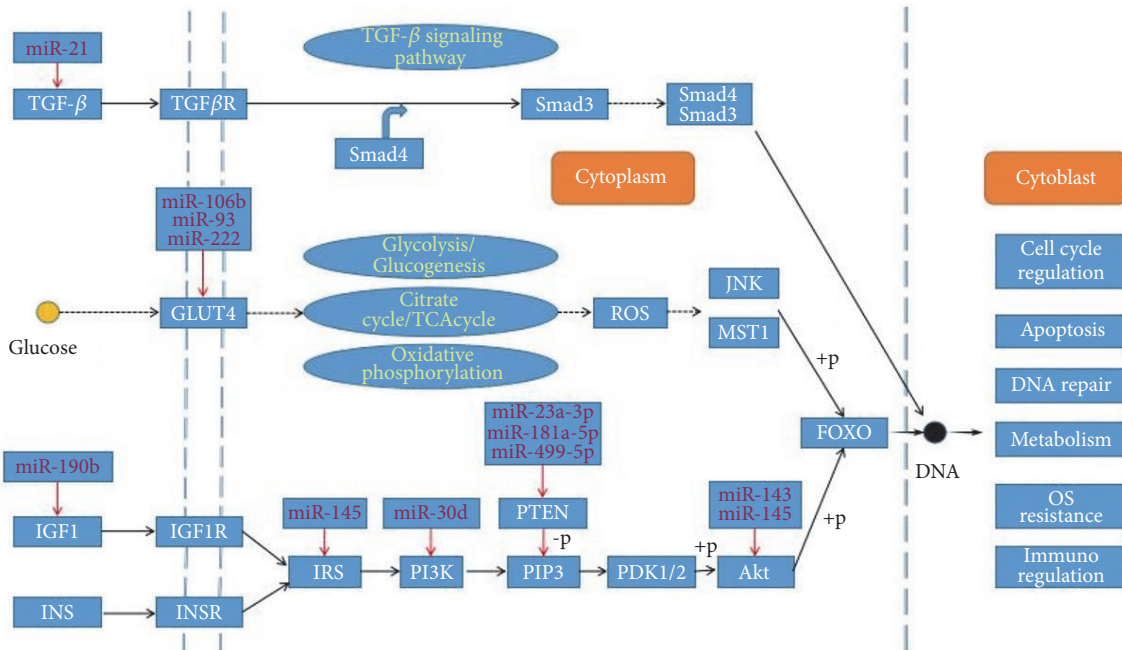 TGF-β signaling
pathway
miR-21
TGF-β
TGFβR
Smad3
Smad4
Smad3
Smad4
Cytoplasm
Cytoblast
miR-106b
miR-93
miR-222
Glycolysis/
Glucogenesis
Cell cycle
regulation
JNK
GLUT4
Citrate
cycle/TCAcycle
ROS
MST1
Apoptosis
Glucose
Oxidative
phosphorylation
+p
DNA repair
miR-23a-3p
miR-181a-5p
miR-499-5p
FOXO
DNA
Metabolism
miR-190b
miR-145
miR-30d
PTEN
miR-143
miR-145
+p
OS
resistance
IGF1
IGF1R
-p
+p
IRS
PI3K
PIP3
PDK1/2
Akt
Immuno
regulation
INS
INSR